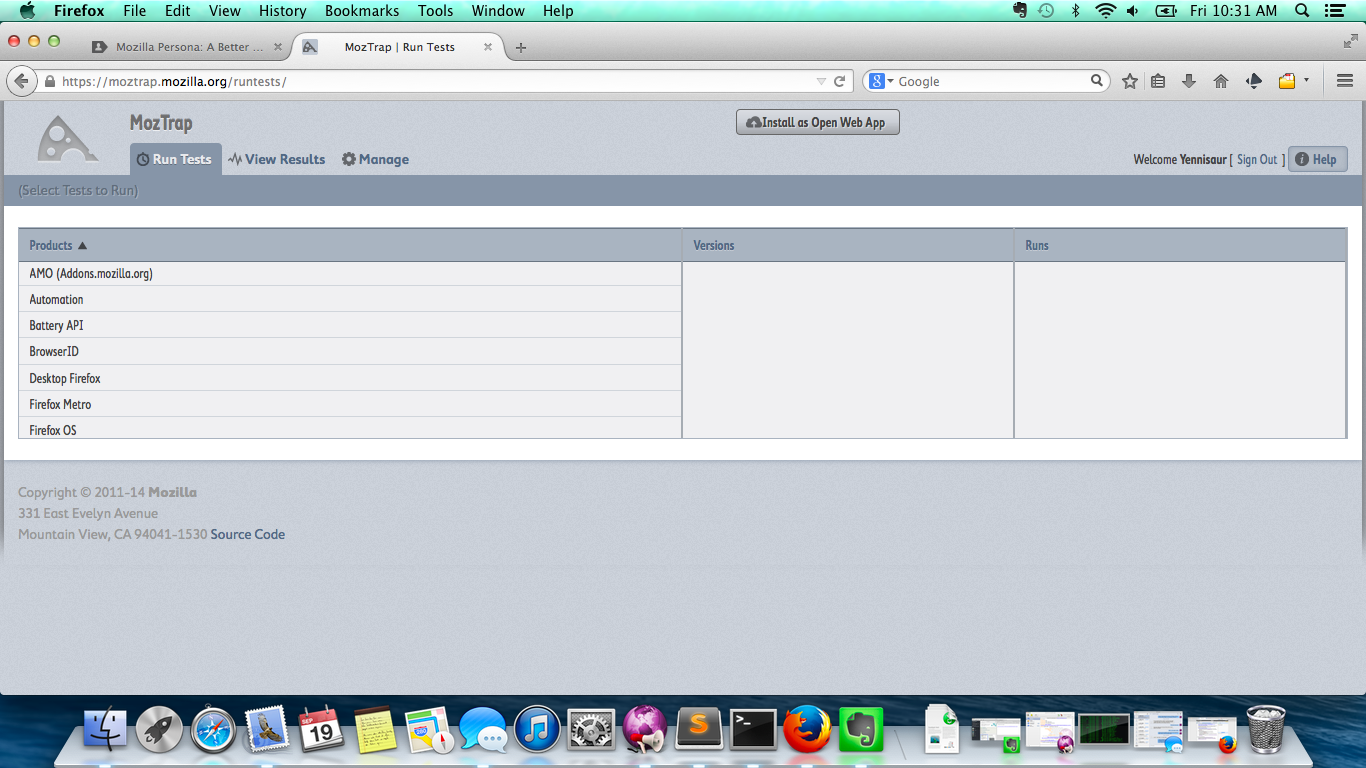 Firefox File Edit View History Bookmarks Tools Window Help Fri 10:31 AM
Mozilla Persona: A Better ... MozTrap | Run Tests
https://moztrap.mozilla.org/runtests/ Google
MozTrap
Install as Open Web App
Run Tests View Results Manage
Welcome Yennisaur [ Sign Out ] Help
(Select Tests to Run)
Products Versions Runs
AMO (Addons.mozilla.org)
Automation
Battery API
BrowserID
Desktop Firefox
Firefox Metro
Firefox OS
Copyright © 2011-14 Mozilla
331 East Evelyn Avenue
Mountain View, CA 94041-1530 Source Code
SEP
19